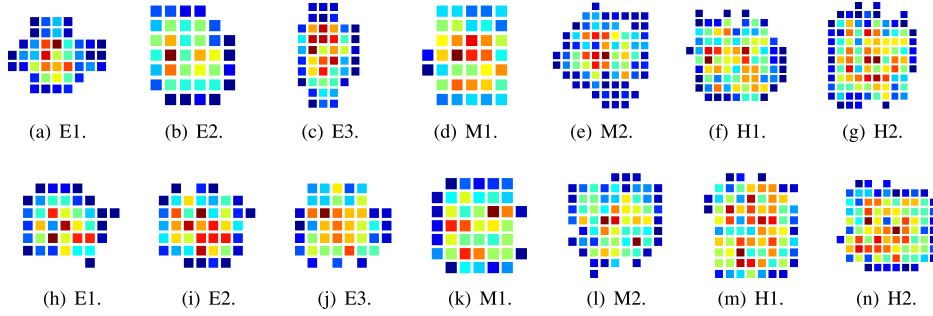 (a) E1. (b) E2. (c) E3. (d) M1. (e) M2. (f) H1. (g) H2.
(h) E1. (i) E2. (j) E3. (k) M1. (l) M2. (m) H1. (n) H2.